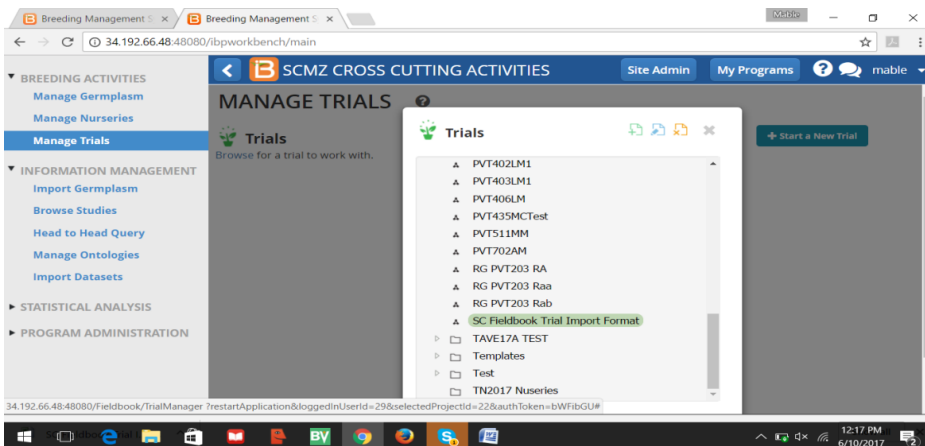 Breeding Management S
Breeding Management S
Mable
34.192.66.48:48080/ibpworkbench/main
BREEDING ACTIVITIES
Manage Germplasm
Manage Nurseries
Manage Trials
INFORMATION MANAGEMENT
Import Germplasm
Browse Studies
Head to Head Query
Manage Ontologies
Import Datasets
STATISTICAL ANALYSIS
PROGRAM ADMINISTRATION
SCMZ CROSS CUTTING ACTIVITIES
Site Admin
My Programs
mable
MANAGE TRIALS
Trials
Browse for a trial to work with.
+ Start a New Trial
Trials
PVT402LM1
PVT403LM1
PVT406LM
PVT435MCTest
PVT511MM
PVT702AM
RG PVT203 RA
RG PVT203 Raa
RG PVT203 Rab
SC Fieldbook Trial Import Format
TAVE17A TEST
Templates
Test
TN2017 Nuseries
34.192.66.48:48080/Fieldbook/TrialManager ?restartApplication&loggedInUserId=29&selectedProjectId=22&authToken=bWFibGU#
BV
12:17 PM
6/10/2017